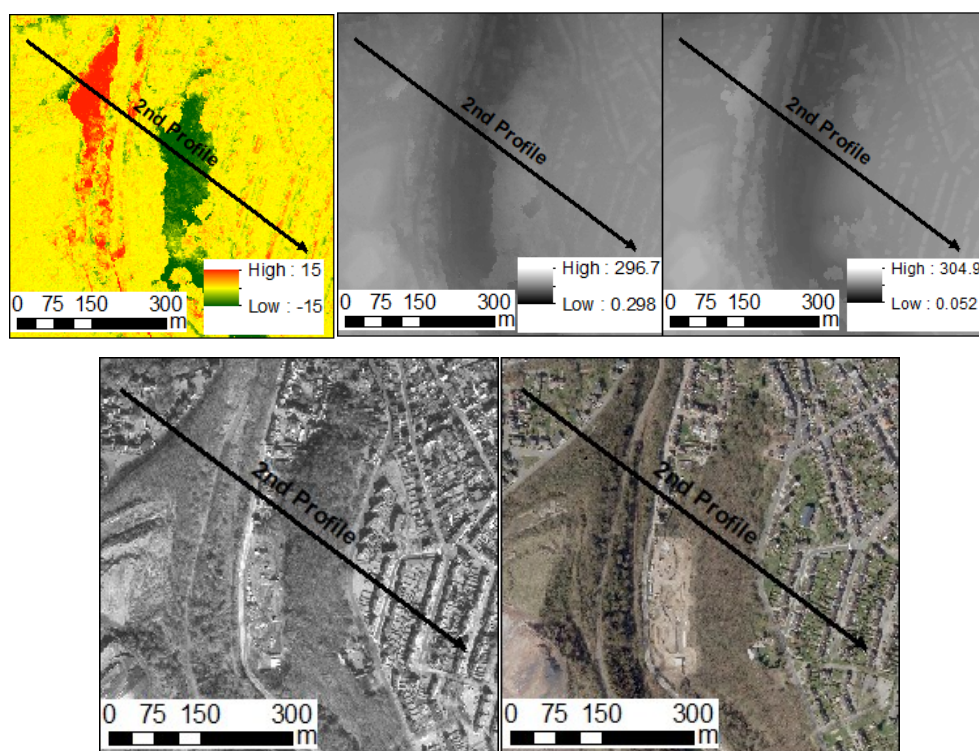 2nd Profile
High : 15
Low : -15
0 75 150 300
m
2nd Profile
High : 296.7
Low : 0.298
0 75 150 300
m
2nd Profile
High : 304.9
Low : 0.052
0 75 150 300
m
2nd Profile
0 75 150 300
m
2nd Profile
0 75 150 300
m